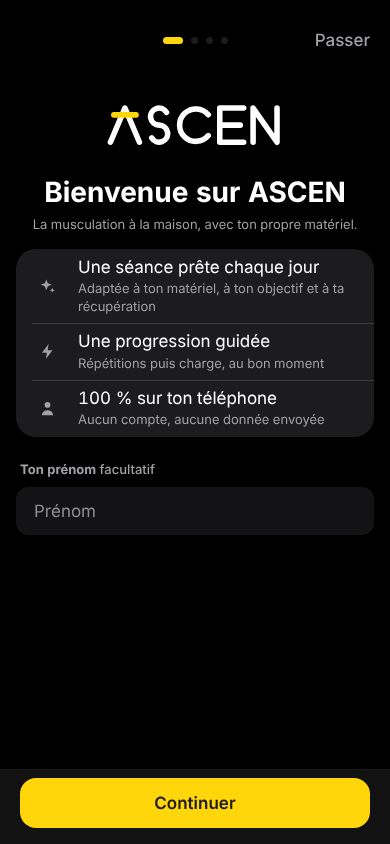 Passer
ASCEN
Bienvenue sur ASCEN
La musculation à la maison, avec ton propre matériel.
Une séance prête chaque jour
Adaptée à ton matériel, à ton objectif et à ta
récupération
Une progression guidée
Répétitions puis charge, au bon moment
100 % sur ton téléphone
Aucun compte, aucune donnée envoyée
Ton prénom facultatif
Prénom
Continuer